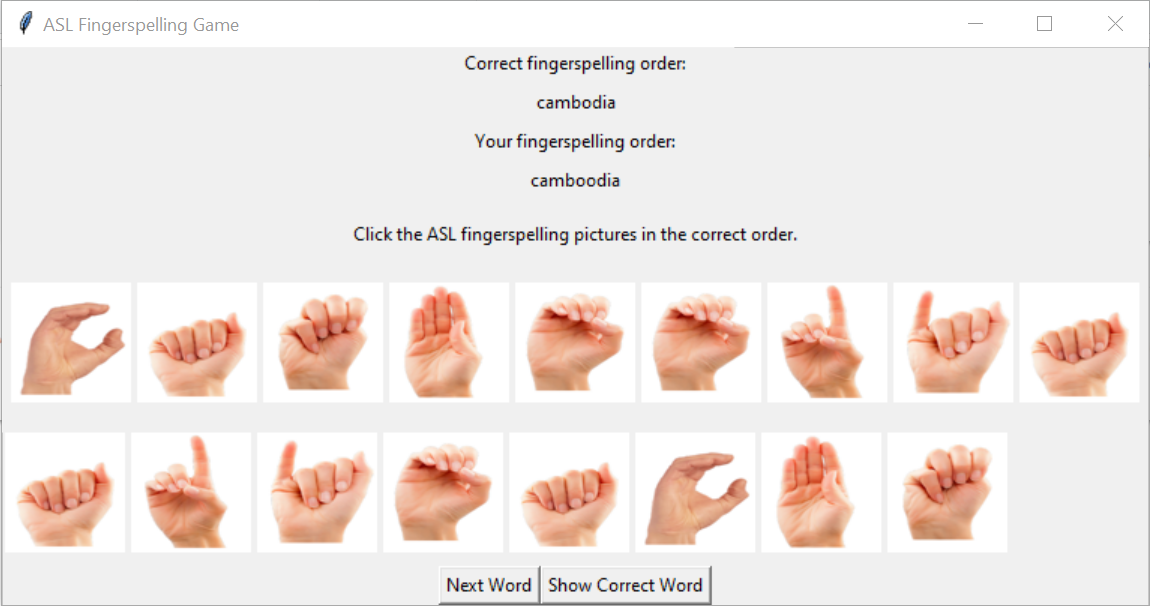 ASL Fingerspelling Game
Correct fingerspelling order:
cambodia
Your fingerspelling order:
camboodia
Click the ASL fingerspelling pictures in the correct order.
Next Word Show Correct Word